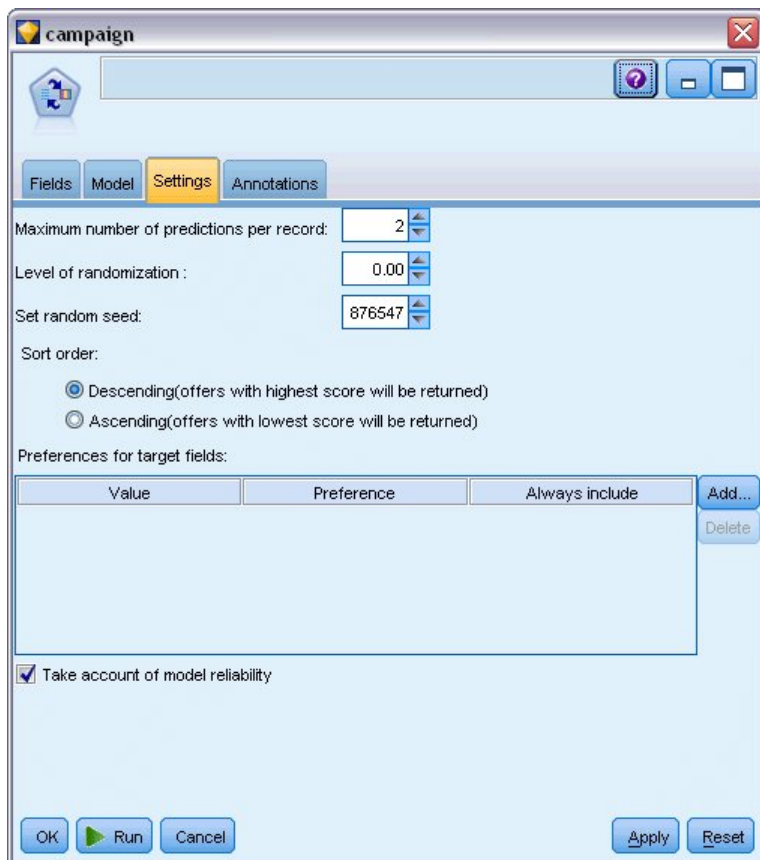 campaign
Fields Model Settings Annotations
Maximum number of predictions per record: 2
Level of randomization : 0.00
Set random seed: 876547
Sort order:
Descending(offers with highest score will be returned)
Ascending(offers with lowest score will be returned)
Preferences for target fields:
Value Preference Always include Add...
Delete
Take account of model reliability
OK Run Cancel Apply Reset